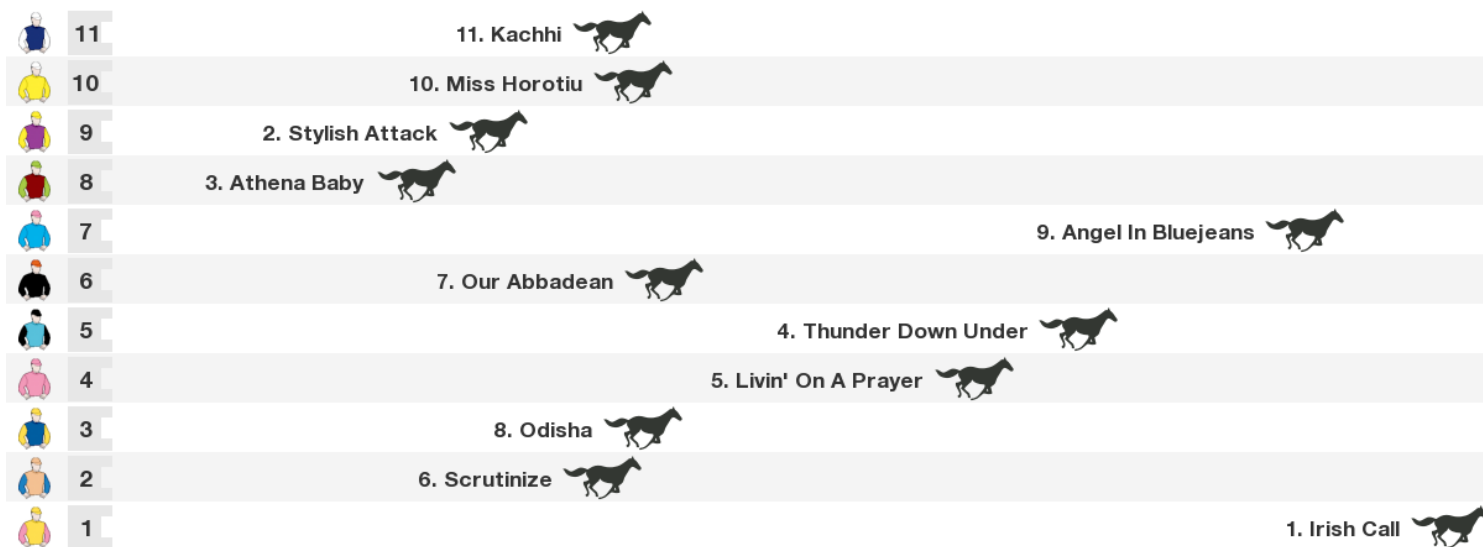 11 11. Kachhi
10 10. Miss Horotiu
9 2. Stylish Attack
8 3. Athena Baby
7 9. Angel In Bluejeans
6 7. Our Abbadean
5 4. Thunder Down Under
4 5. Livin' On A Prayer
3 8. Odisha
2 6. Scrutinize
1 1. Irish Call